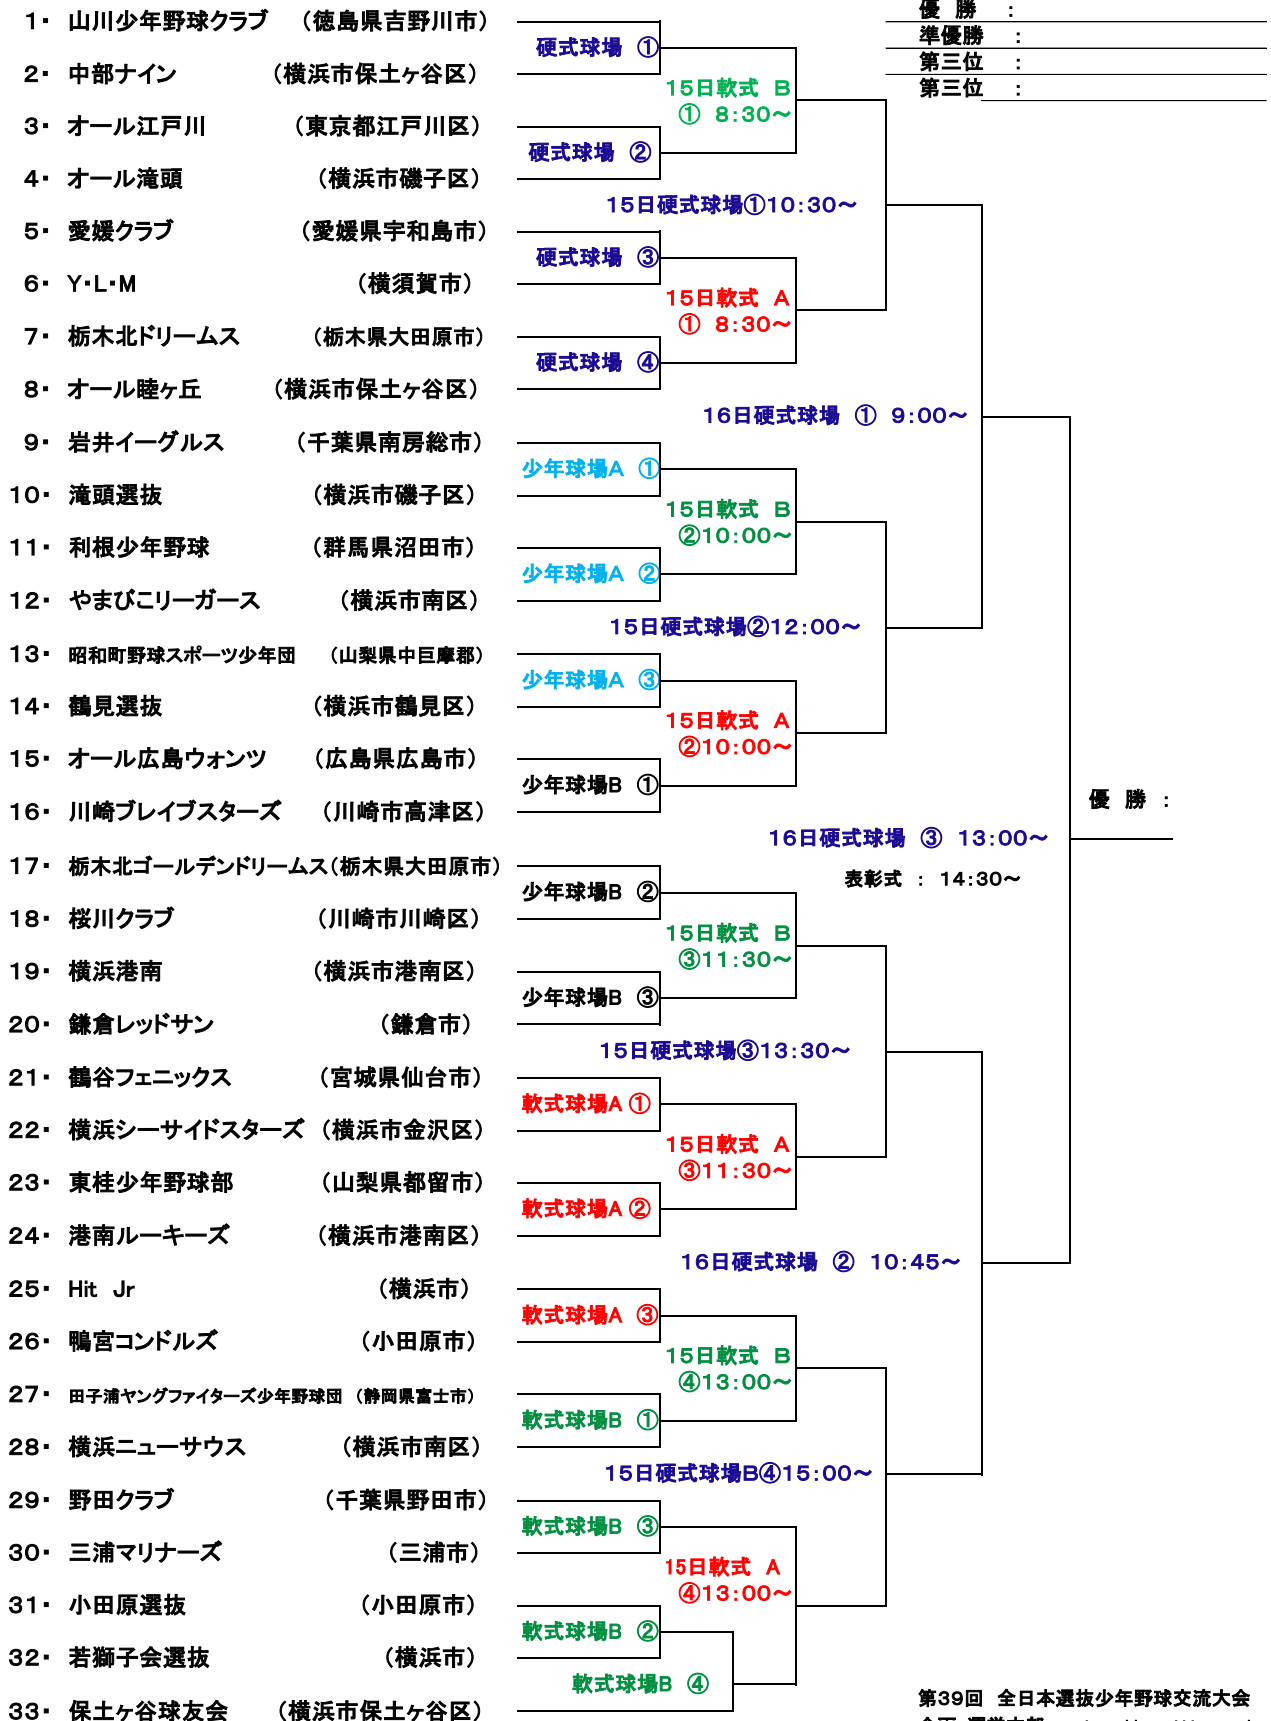 優　勝　：
準優勝　：
第三位　：
第三位　：
1・ 山川少年野球クラブ （徳島県吉野川市）
硬式球場 ①
2・ 中部ナイン （横浜市保土ヶ谷区）
15日軟式 B
① 8:30～
3・ オール江戸川 （東京都江戸川区）
硬式球場 ②
4・ オール滝頭 （横浜市磯子区）
15日硬式球場①10:30～
5・ 愛媛クラブ （愛媛県宇和島市）
硬式球場 ③
6・ Y・L・M （横須賀市）
15日軟式 A
① 8:30～
7・ 栃木北ドリームス （栃木県大田原市）
硬式球場 ④
8・ オール睦ヶ丘 （横浜市保土ヶ谷区）
16日硬式球場 ① 9:00～
9・ 岩井イーグルス （千葉県南房総市）
少年球場A ①
10・ 滝頭選抜 （横浜市磯子区）
15日軟式 B
②10:00～
11・ 利根少年野球 （群馬県沼田市）
少年球場A ②
12・ やまびこリーガース （横浜市南区）
15日硬式球場②12:00～
13・ 昭和町野球スポーツ少年団 （山梨県中巨摩郡）
少年球場A ③
14・ 鶴見選抜 （横浜市鶴見区）
15日軟式 A
②10:00～
15・ オール広島ウォンツ （広島県広島市）
少年球場B ①
16・ 川崎ブレイブスターズ （川崎市高津区）
優　勝　：
16日硬式球場 ③ 13:00～
表彰式 ： 14:30～
17・ 栃木北ゴールデンドリームス（栃木県大田原市）
少年球場B ②
18・ 桜川クラブ （川崎市川崎区）
15日軟式 B
③11:30～
19・ 横浜港南 （横浜市港南区）
少年球場B ③
20・ 鎌倉レッドサン （鎌倉市）
15日硬式球場③13:30～
21・ 鶴谷フェニックス （宮城県仙台市）
軟式球場A ①
22・ 横浜シーサイドスターズ （横浜市金沢区）
15日軟式 A
③11:30～
23・ 東桂少年野球部 （山梨県都留市）
軟式球場A ②
24・ 港南ルーキーズ （横浜市港南区）
16日硬式球場 ② 10:45～
25・ Hit Jr （横浜市）
軟式球場A ③
26・ 鴨宮コンドルズ （小田原市）
15日軟式 B
④13:00～
27・ 田子浦ヤングファイターズ少年野球団 （静岡県富士市）
軟式球場B ①
28・ 横浜ニューサウス （横浜市南区）
15日硬式球場B④15:00～
29・ 野田クラブ （千葉県野田市）
軟式球場B ③
30・ 三浦マリナーズ （三浦市）
15日軟式 A
④13:00～
31・ 小田原選抜 （小田原市）
軟式球場B ②
32・ 若獅子会選抜 （横浜市）
軟式球場B ④
33・ 保土ヶ谷球友会 （横浜市保土ヶ谷区）
第39回 全日本選抜少年野球交流大会